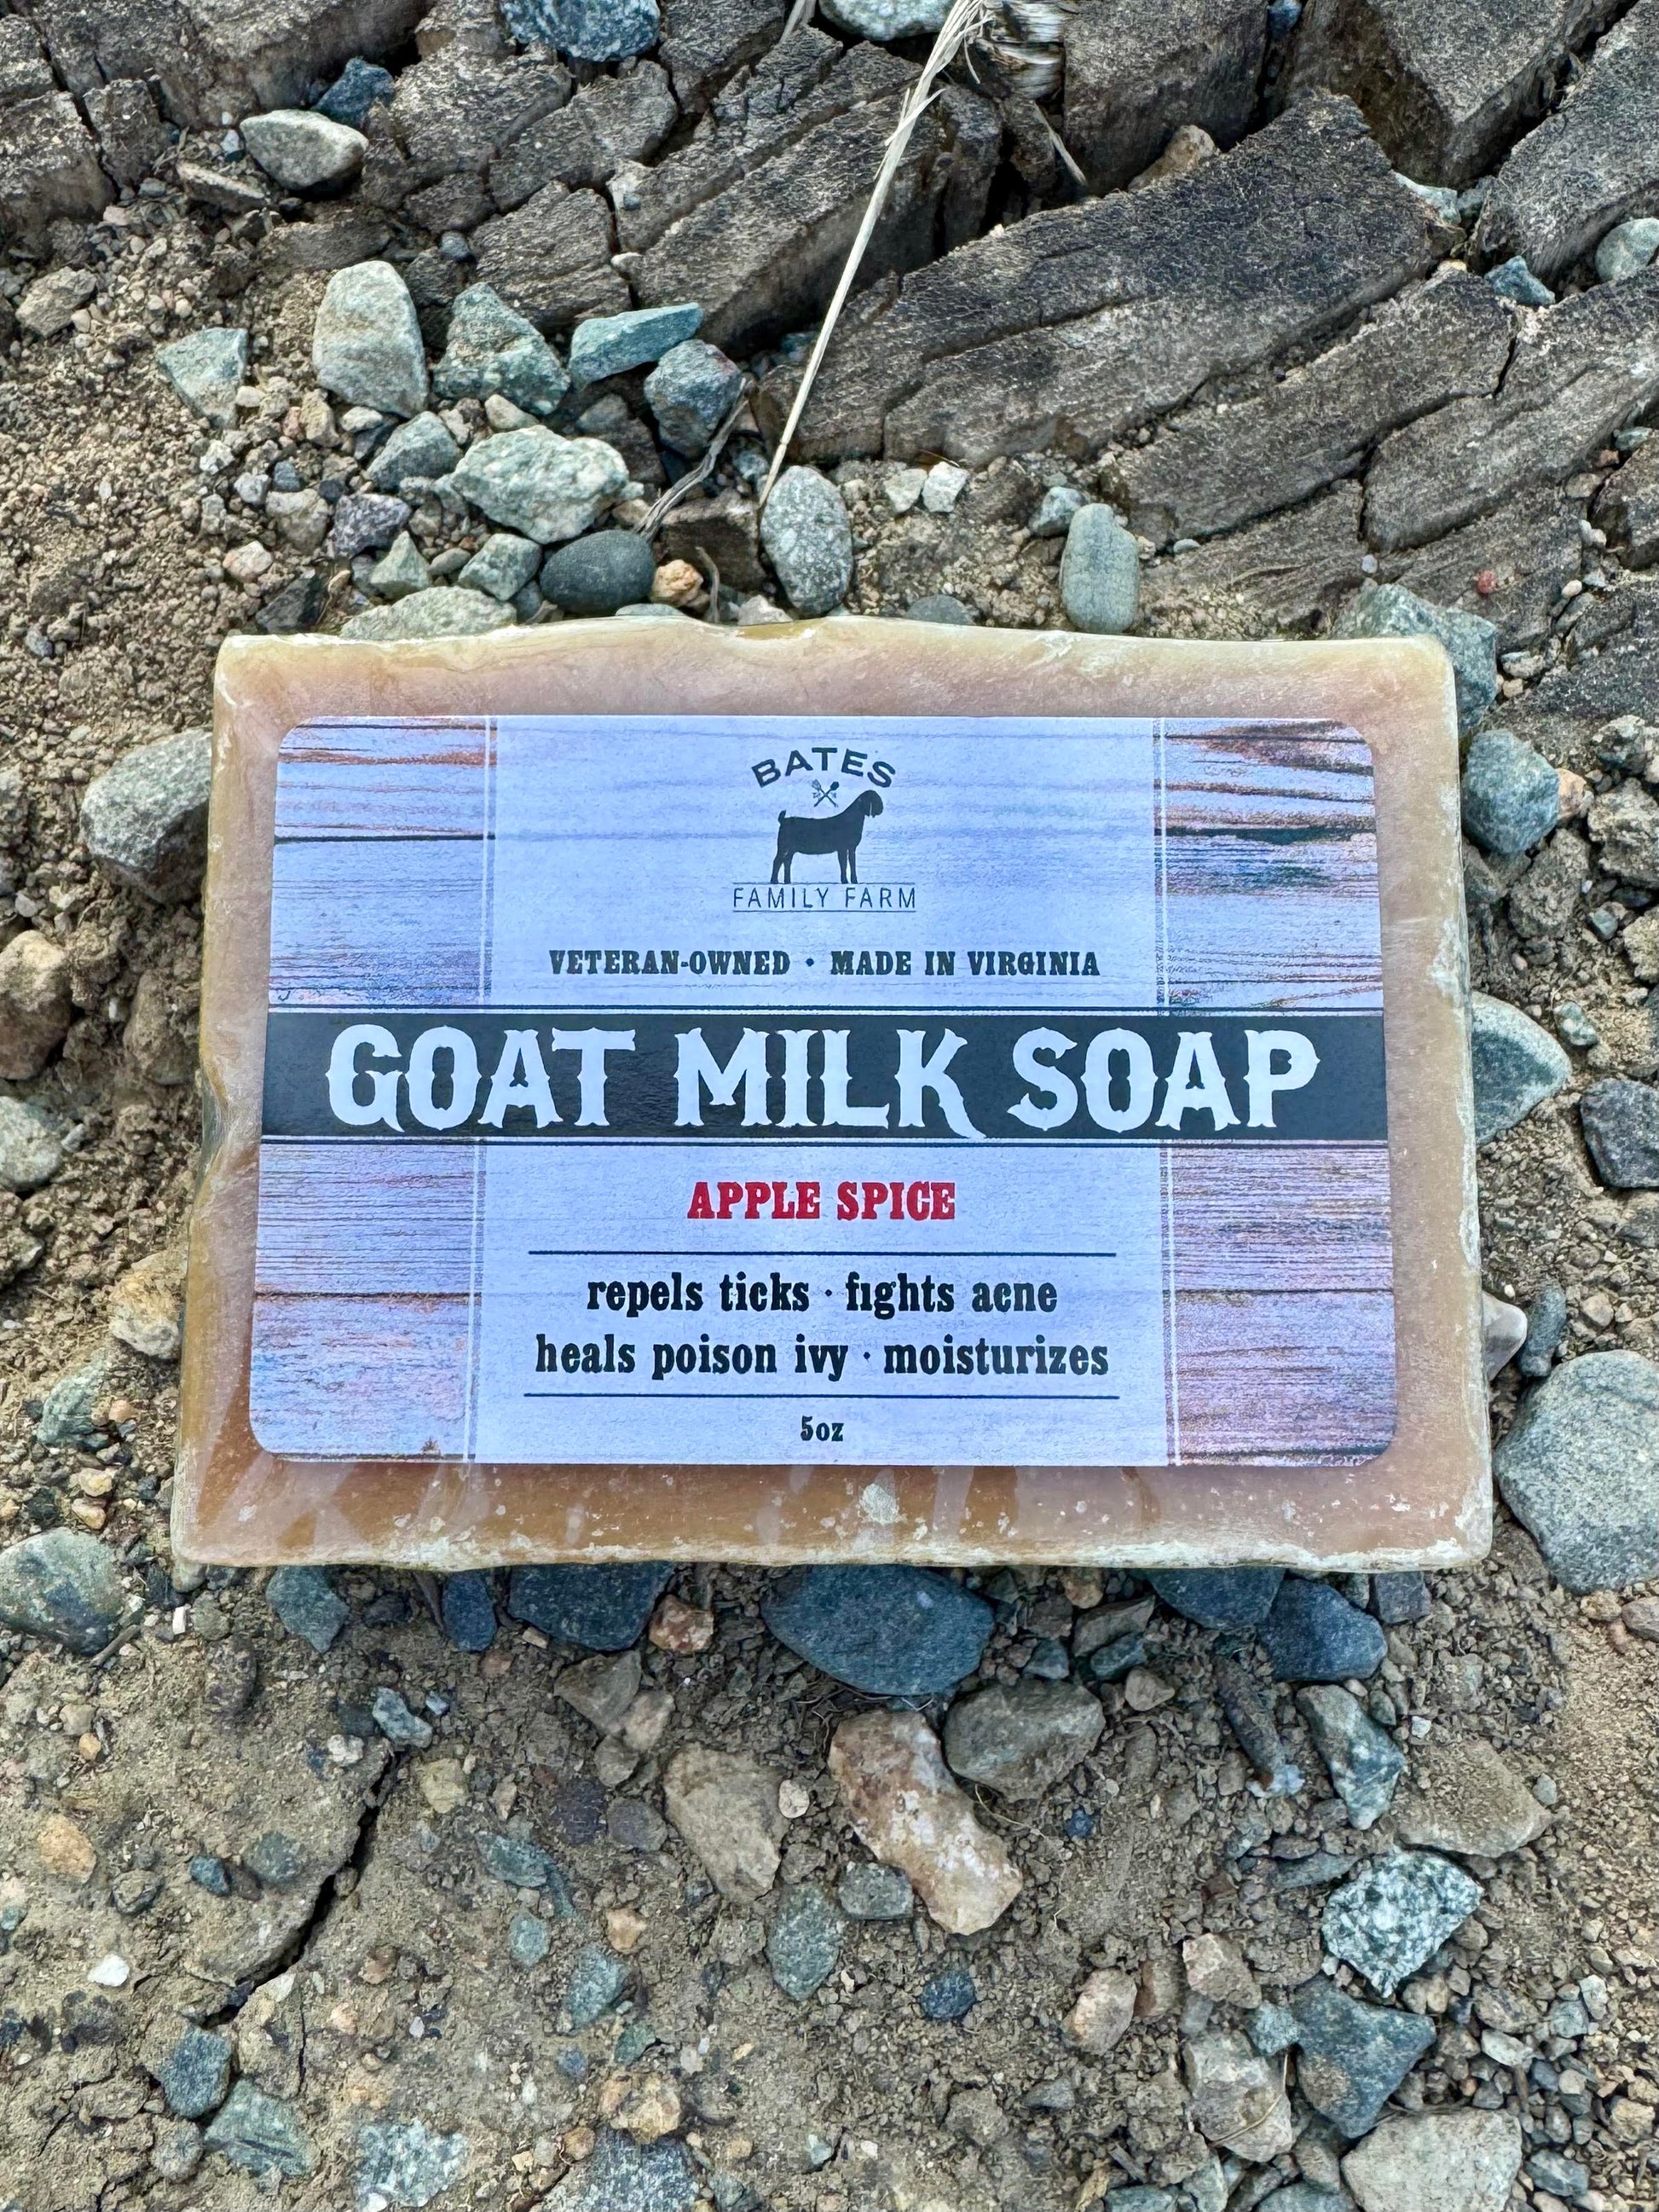 BATES
FAMILY FARM
VETERAN-OWNED • MADE IN VIRGINIA
GOAT MILK SOAP
APPLE SPICE
repels ticks · fights acne
heals poison ivy · moisturizes
5oz